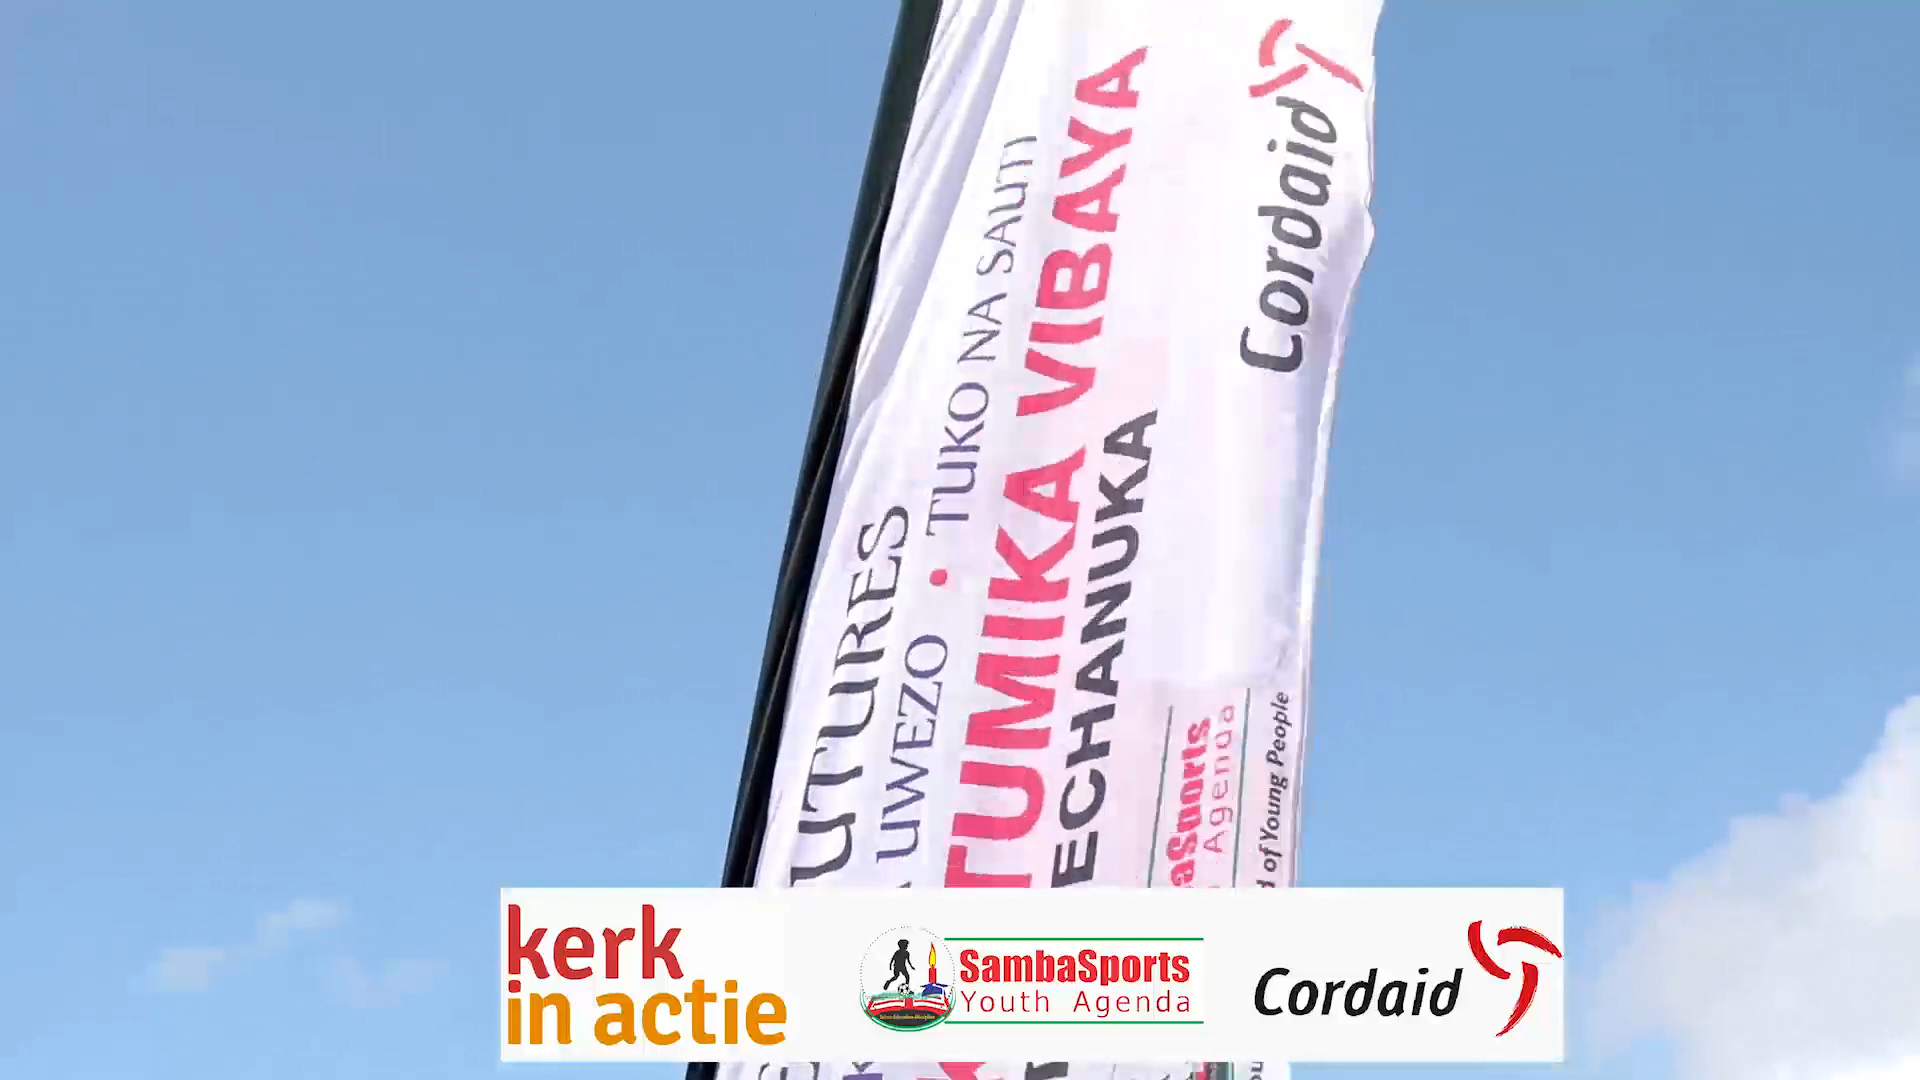 UTURES
UWEZO • TUKO NA SAUTI
TUMIKA VIBAYA
ECHANUKA
Cordaid
aSports
Agenda
of Young People
kerk
in actie
SambaSports
Youth Agenda
Cordaid